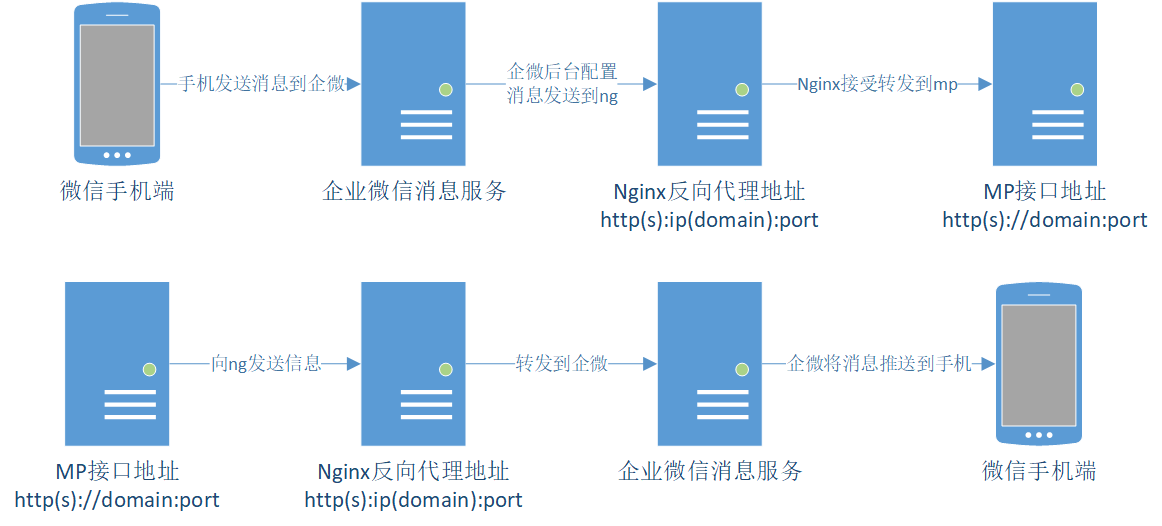 手机发送消息到企微
企微后台配置
消息发送到ng
Nginx接受转发到mp
微信手机端
企业微信消息服务
Nginx反向代理地址
http(s):ip(domain):port
MP接口地址
http(s)://domain:port
向ng发送信息
转发到企微
企微将消息推送到手机
MP接口地址
http(s)://domain:port
Nginx反向代理地址
http(s):ip(domain):port
企业微信消息服务
微信手机端